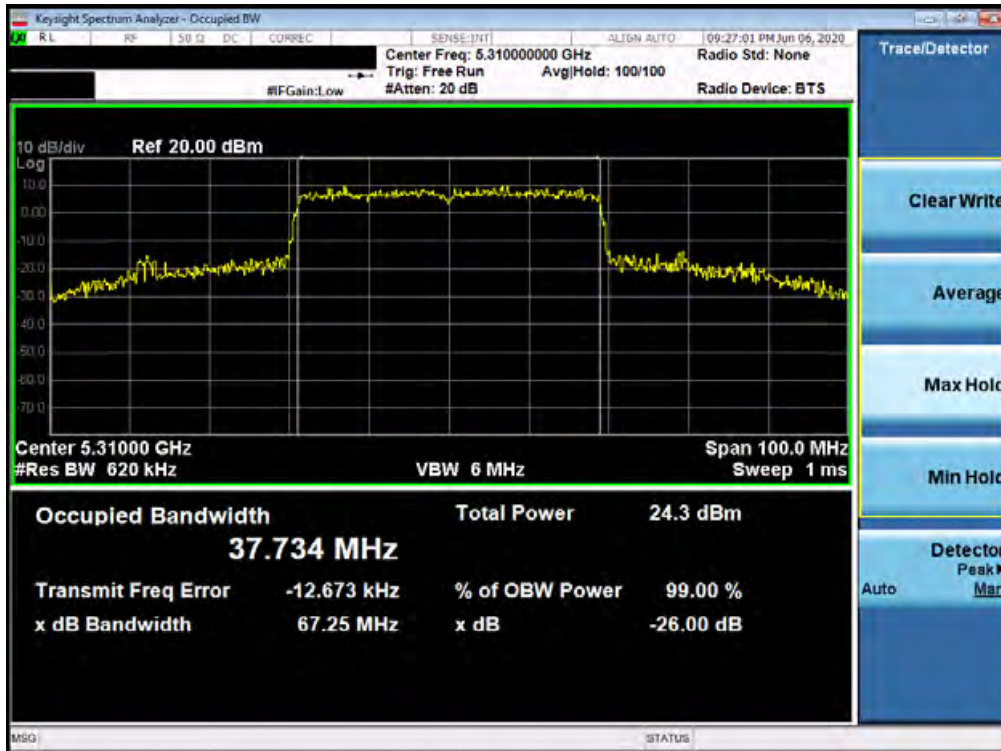 Keysight Spectrum Analyzer - Occupied BW
LXI RL RF 50 Ω DC CORREC SENSE:INT ALIGN AUTO 09:27:01 PM Jun 06, 2020
Center Freq: 5.310000000 GHz Radio Std: None
Trig: Free Run Avg|Hold: 100/100
#IFGain:Low #Atten: 20 dB Radio Device: BTS
Trace/Detector
10 dB/div Ref 20.00 dBm
Log
10.0
0.00
-10.0
-20.0
-30.0
-40.0
-50.0
-60.0
-70.0
Center 5.31000 GHz Span 100.0 MHz
#Res BW 620 kHz VBW 6 MHz Sweep 1 ms
Occupied Bandwidth Total Power 24.3 dBm
37.734 MHz
Transmit Freq Error -12.673 kHz % of OBW Power 99.00 %
x dB Bandwidth 67.25 MHz x dB -26.00 dB
Clear Write
Average
Max Hold
Min Hold
Detector
Peak
Auto Man
MSG STATUS